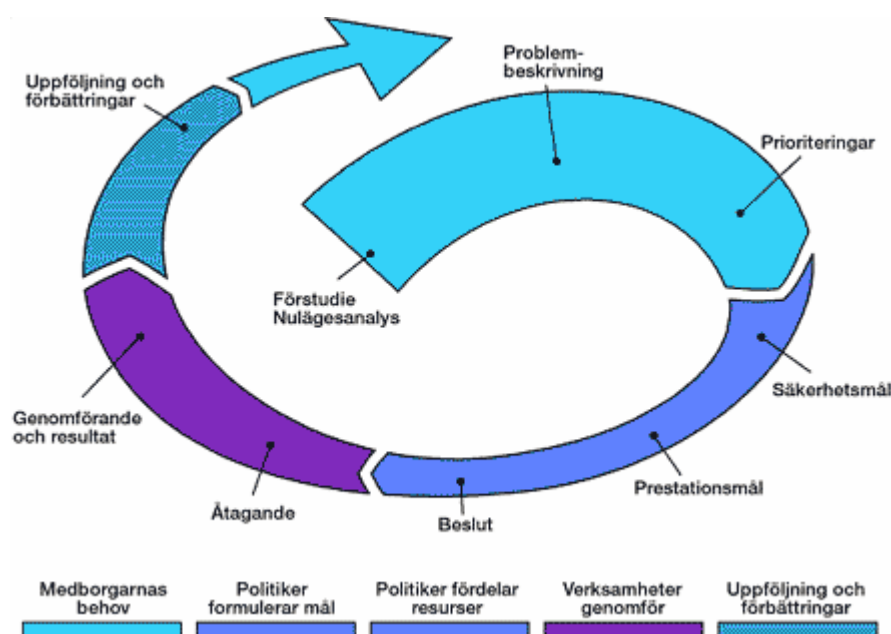 Problem-
beskrivning
Uppföljning och
förbättringar
Prioriteringar
Förstudie
Nulägesanalys
Säkerhetsmål
Genomförande
och resultat
Prestationsmål
Åtagande
Beslut
Medborgarnas
behov
Politiker
formulerar mål
Politiker fördelar
resurser
Verksamheter
genomför
Uppföljning och
förbättringar